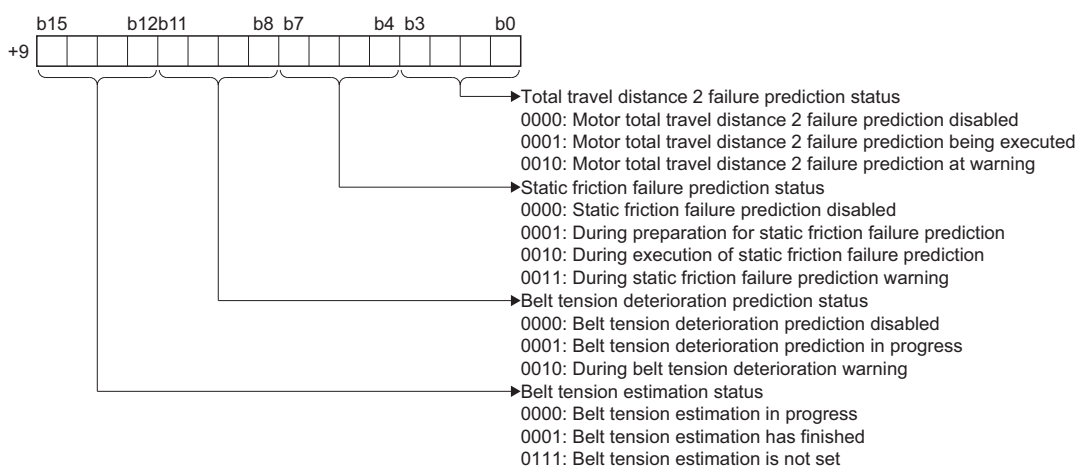 b15 b12b11 b8 b7 b4 b3 b0
+9
Total travel distance 2 failure prediction status
0000: Motor total travel distance 2 failure prediction disabled
0001: Motor total travel distance 2 failure prediction being executed
0010: Motor total travel distance 2 failure prediction at warning
Static friction failure prediction status
0000: Static friction failure prediction disabled
0001: During preparation for static friction failure prediction
0010: During execution of static friction failure prediction
0011: During static friction failure prediction warning
Belt tension deterioration prediction status
0000: Belt tension deterioration prediction disabled
0001: Belt tension deterioration prediction in progress
0010: During belt tension deterioration warning
Belt tension estimation status
0000: Belt tension estimation in progress
0001: Belt tension estimation has finished
0111: Belt tension estimation is not set